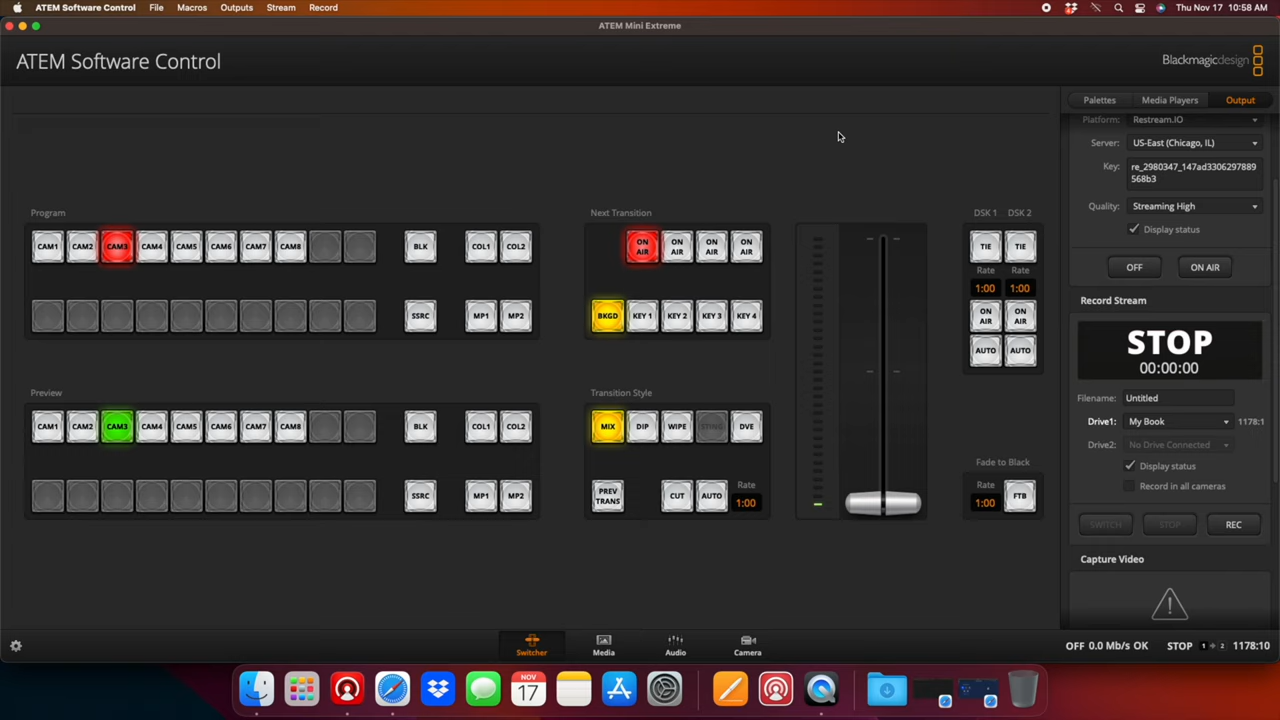 ATEM Software Control File Macros Outputs Stream Record Thu Nov 17 10:58 AM
ATEM Mini Extreme
ATEM Software Control
Blackmagicdesign
Palettes Media Players Output
Platform: Restream.IO
Server: US-East (Chicago, IL)
Key: re_2980347_147ad3306297889
568b3
Quality: Streaming High
Display status
OFF ON AIR
Program
CAM1 CAM2 CAM3 CAM4 CAM5 CAM6 CAM7 CAM8 BLK COL1 COL2
SSRC MP1 MP2
Next Transition
ON AIR ON AIR ON AIR ON AIR
BKGD KEY 1 KEY 2 KEY 3 KEY 4
DSK 1 DSK 2
TIE TIE
Rate Rate
1:00 1:00
ON AIR ON AIR
AUTO AUTO
Record Stream
STOP
00:00:00
Filename: Untitled
Drive1: My Book 1178:1
Drive2: No Drive Connected
Display status
Record in all cameras
SWITCH STOP REC
Capture Video
Preview
CAM1 CAM2 CAM3 CAM4 CAM5 CAM6 CAM7 CAM8 BLK COL1 COL2
SSRC MP1 MP2
Transition Style
MIX DIP WIPE STING DVE
PREV TRANS CUT AUTO Rate 1:00
Fade to Black
Rate
1:00 FTB
Switcher Media Audio Camera
OFF 0.0 Mb/s OK STOP 1 2 1178:10
NOV
17